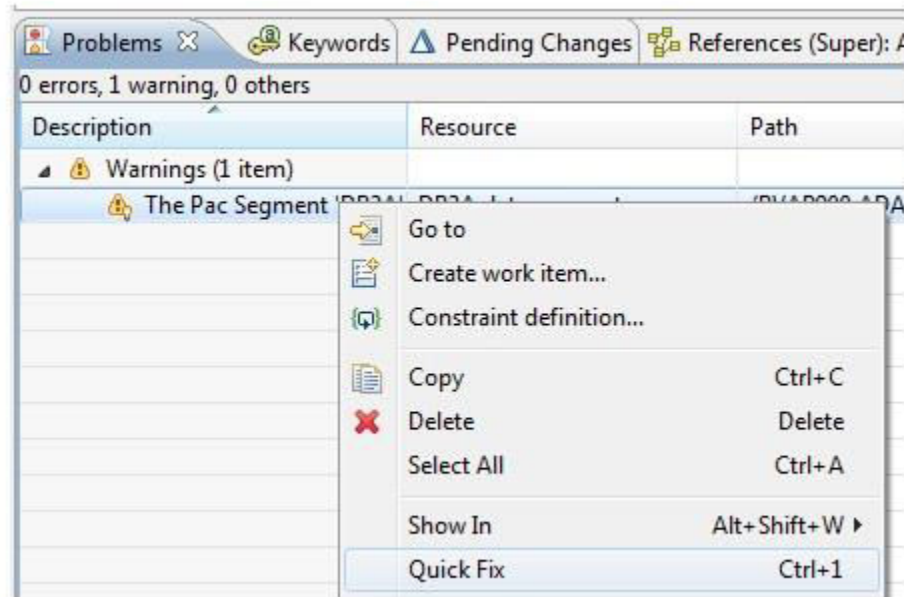 Problems Keywords Pending Changes References (Super): A
0 errors, 1 warning, 0 others
Description Resource Path
Warnings (1 item)
The Pac Segment
Go to
Create work item...
Constraint definition...
Copy Ctrl+C
Delete Delete
Select All Ctrl+A
Show In Alt+Shift+W
Quick Fix Ctrl+1